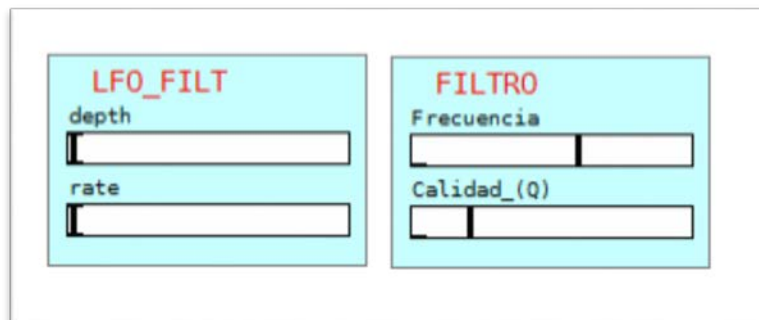 LFO_FILT
depth
rate
FILTRO
Frecuencia
Calidad_(Q)